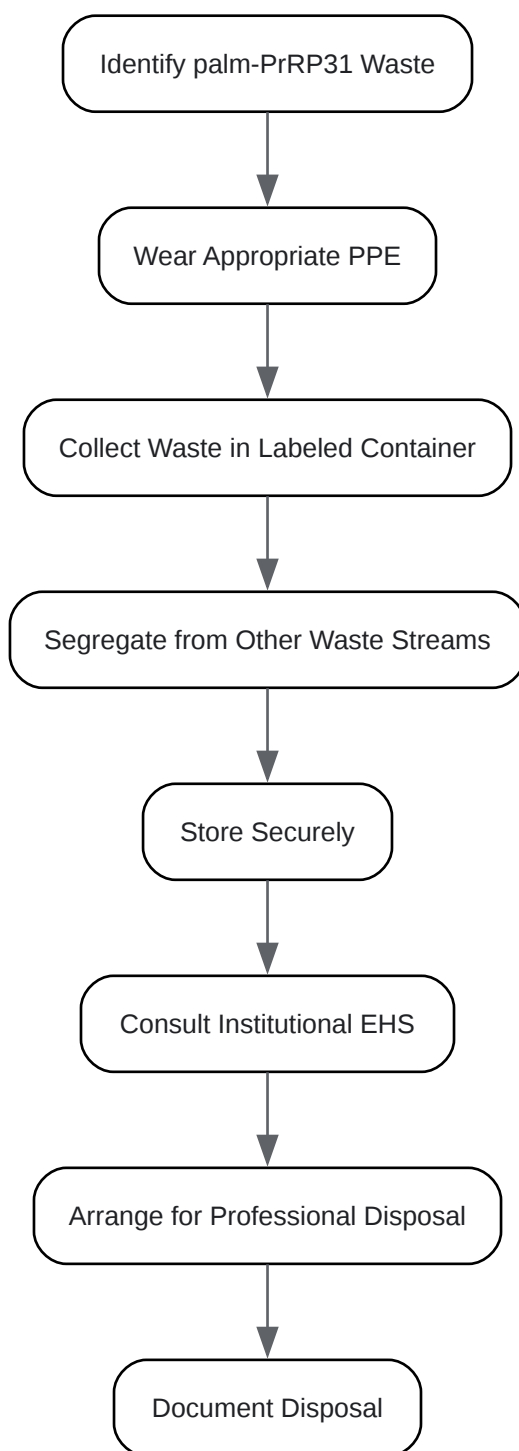 Identify palm-PrRP31 Waste
Wear Appropriate PPE
Collect Waste in Labeled Container
Segregate from Other Waste Streams
Store Securely
Consult Institutional EHS
Arrange for Professional Disposal
Document Disposal